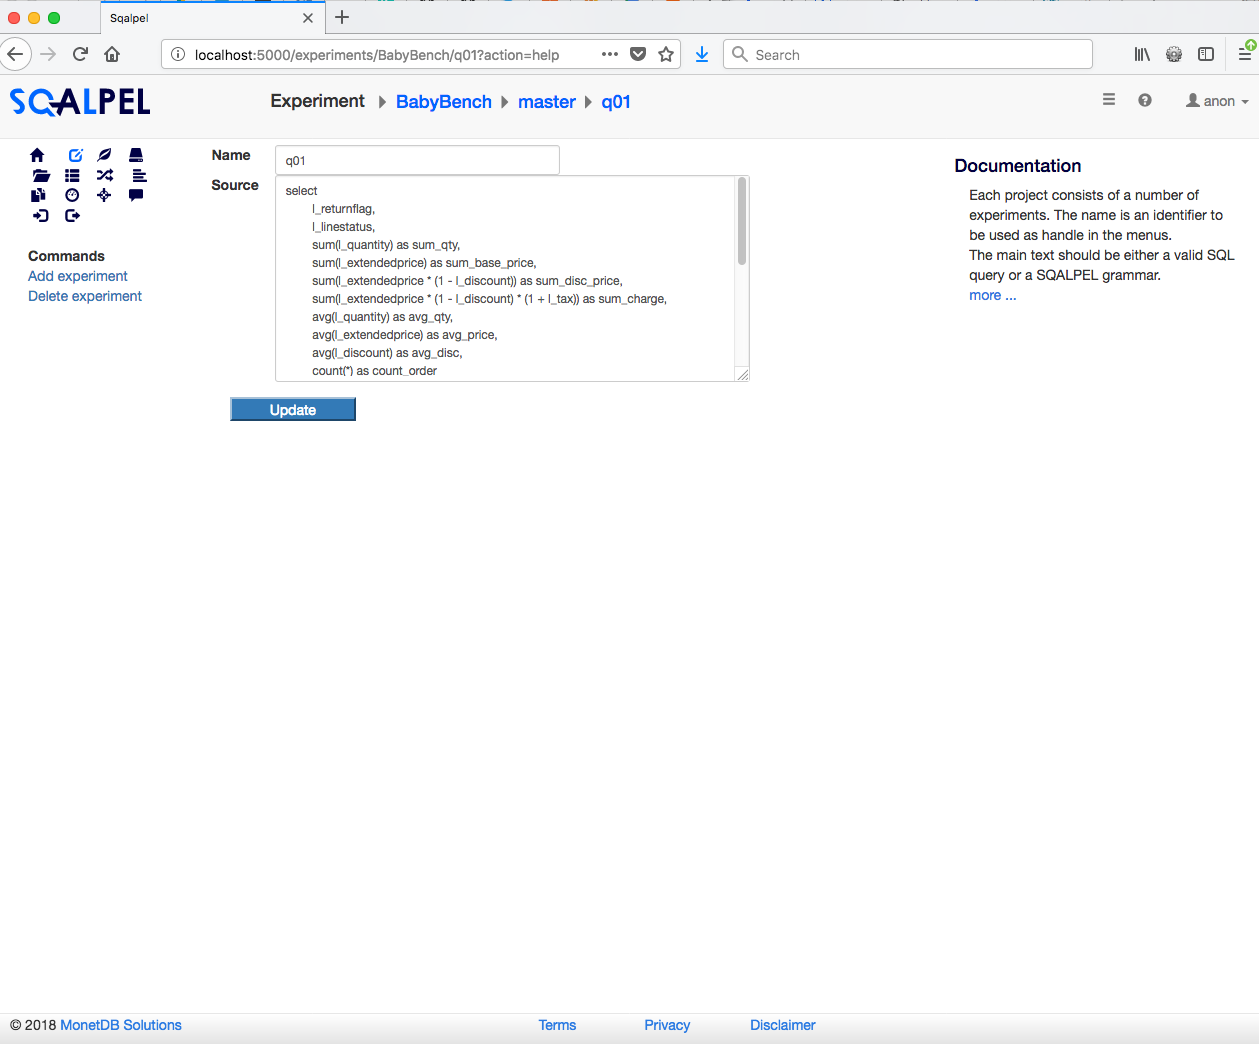 Sqalpel
localhost:5000/experiments/BabyBench/q01?action=help
Search
SQALPEL
Experiment BabyBench master q01
anon
Name
q01
Source
select
l_returnflag,
l_linestatus,
sum(l_quantity) as sum_qty,
sum(l_extendedprice) as sum_base_price,
sum(l_extendedprice * (1 - l_discount)) as sum_disc_price,
sum(l_extendedprice * (1 - l_discount) * (1 + l_tax)) as sum_charge,
avg(l_quantity) as avg_qty,
avg(l_extendedprice) as avg_price,
avg(l_discount) as avg_disc,
count(*) as count_order
Update
Commands
Add experiment
Delete experiment
Documentation
Each project consists of a number of
experiments. The name is an identifier to
be used as handle in the menus.
The main text should be either a valid SQL
query or a SQALPEL grammar.
more ...
© 2018 MonetDB Solutions
Terms
Privacy
Disclaimer